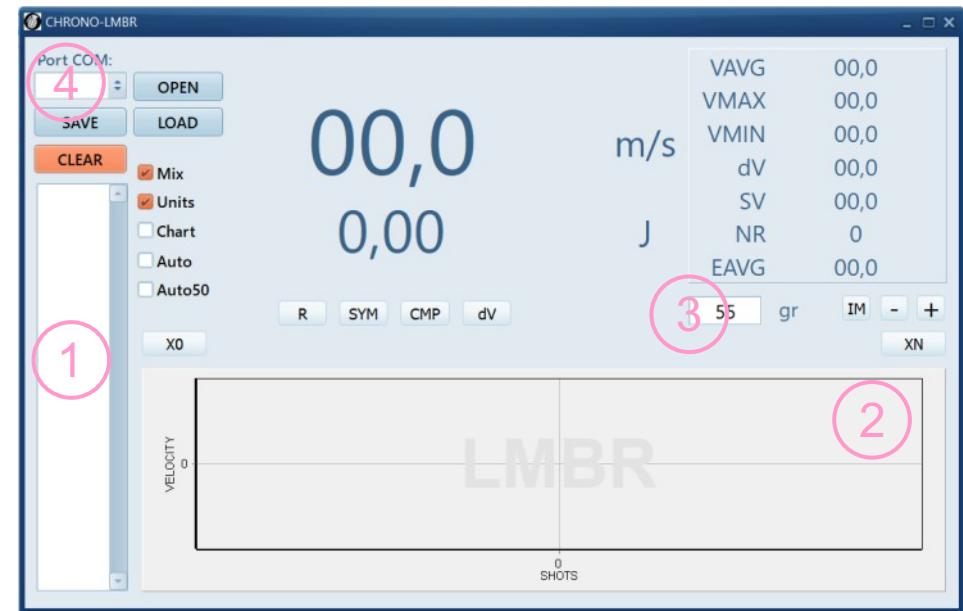 CHRONO-LMBR
Port COM:
4
OPEN
SAVE
LOAD
CLEAR
Mix
Units
Chart
Auto
Auto50
00,0 m/s
0,00 J
VAVG 00,0
VMAX 00,0
VMIN 00,0
dV 00,0
SV 00,0
NR 0
EAVG 00,0
R SYM CMP dV
3
55 gr IM - +
X0
XN
1
2
LMBR
VELOCITY
0
0
SHOTS